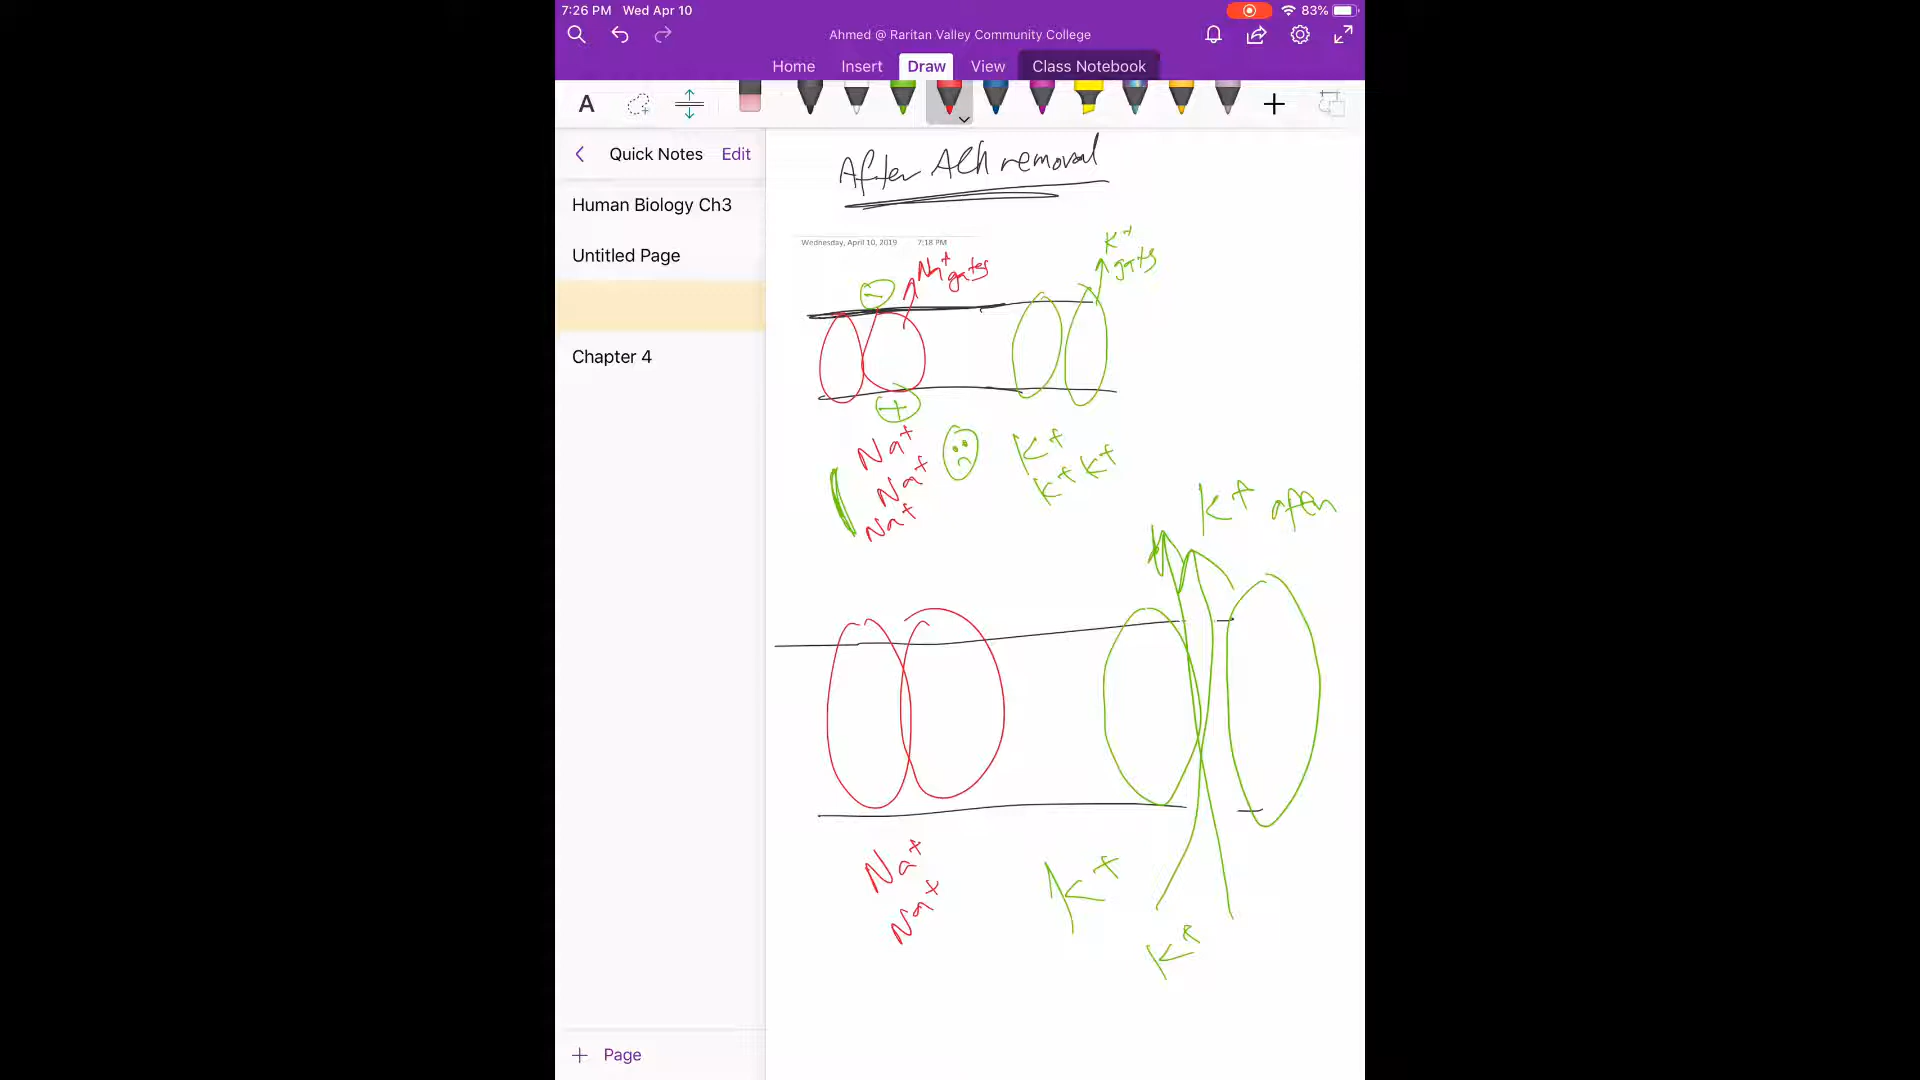 7:26 PM Wed Apr 10
83%
Ahmed @ Raritan Valley Community College
Home Insert Draw View Class Notebook
A
Quick Notes Edit
Human Biology Ch3
Untitled Page
Chapter 4
+ Page
After ACh removal
Wednesday, April 10, 2019 7:18 PM
Na+ gates
K+ gates
−
+
Na+
Na+
Na+
K+
K+ K+
K+ after
Na+
Na+
K+
K+